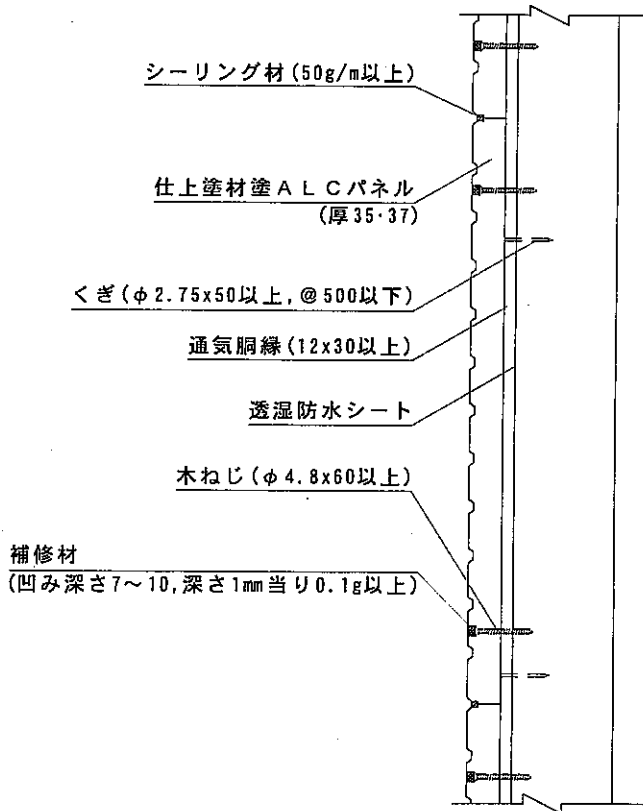 シーリング材(50g/m以上)
仕上塗材塗ALCパネル
(厚35・37)
くぎ(φ2.75x50以上,@500以下)
通気胴縁(12x30以上)
透湿防水シート
木ねじ(φ4.8x60以上)
補修材
(凹み深さ7～10,深さ1mm当り0.1g以上)